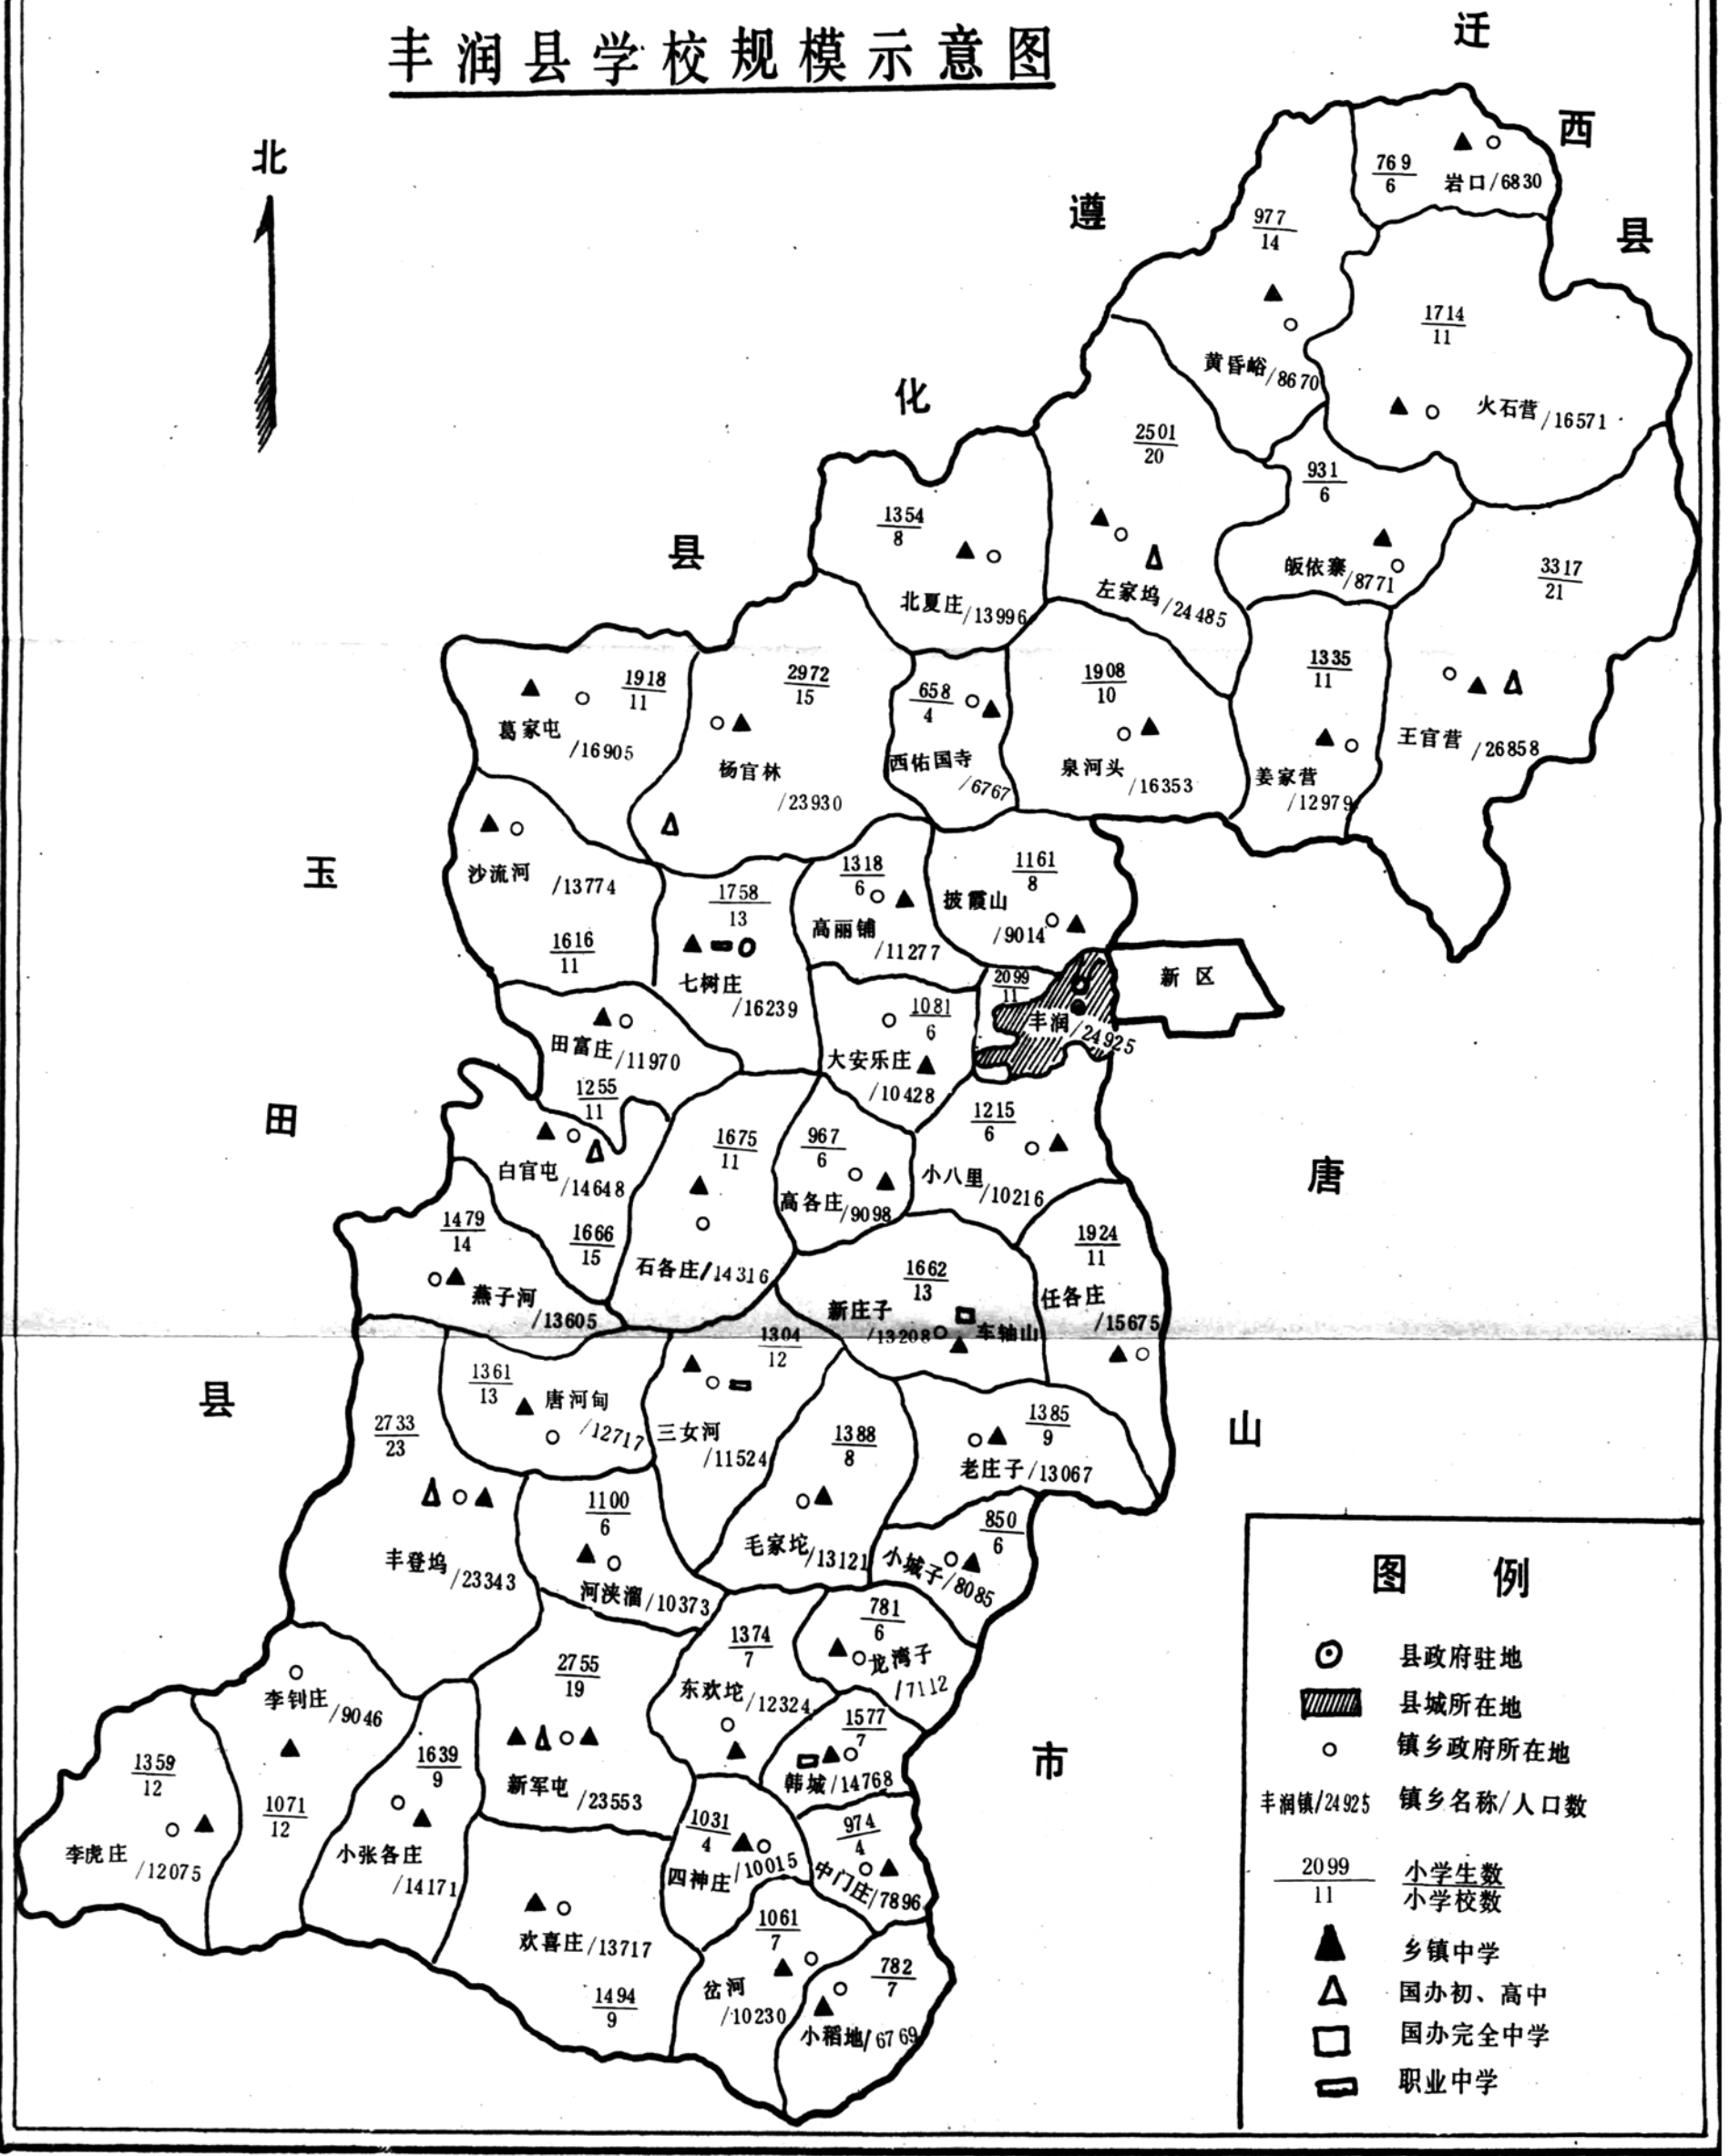 丰润县学校规模示意图
北
迁
西
县
遵
化
县
玉
田
县
唐
山
市
769
6
岩口/6830
977
14
黄昏峪/8670
1714
11
火石营/16571
2501
20
左家坞/24485
931
6
皈依寨/8771
3317
21
王官营/26858
1354
8
北夏庄/13996
1918
11
葛家屯/16905
2972
15
杨官林/23930
658
4
西佑国寺/6767
1908
10
泉河头/16353
1335
11
姜家营/12979
沙流河/13774
1616
11
1758
13
七树庄/16239
1318
6
高丽铺/11277
1161
8
披霞山/9014
2099
11
丰润/24925
新区
田富庄/11970
1255
11
1081
6
大安乐庄/10428
白官屯/14648
1666
15
1675
11
石各庄/14316
967
6
高各庄/9098
1215
6
小八里/10216
1479
14
燕子河/13605
1662
13
新庄子/13208
车轴山
1924
11
任各庄/15675
2733
23
丰登坞/23343
1361
13
唐河甸/12717
1304
12
三女河/11524
1388
8
毛家坨/13121
1385
9
老庄子/13067
1100
6
河浃溜/10373
850
6
小城子/8085
李钊庄/9046
1071
12
2755
19
新军屯/23553
1374
7
东欢坨/12324
781
6
龙湾子/7112
1577
7
韩城/14768
1359
12
李虎庄/12075
1639
9
小张各庄/14171
1031
4
四神庄/10015
974
4
中门庄/7896
欢喜庄/13717
1494
9
1061
7
岔河/10230
782
7
小稻地/6769
图例
县政府驻地
县城所在地
镇乡政府所在地
丰润镇/24925 镇乡名称/人口数
2099 小学生数
11 小学校数
乡镇中学
国办初、高中
国办完全中学
职业中学